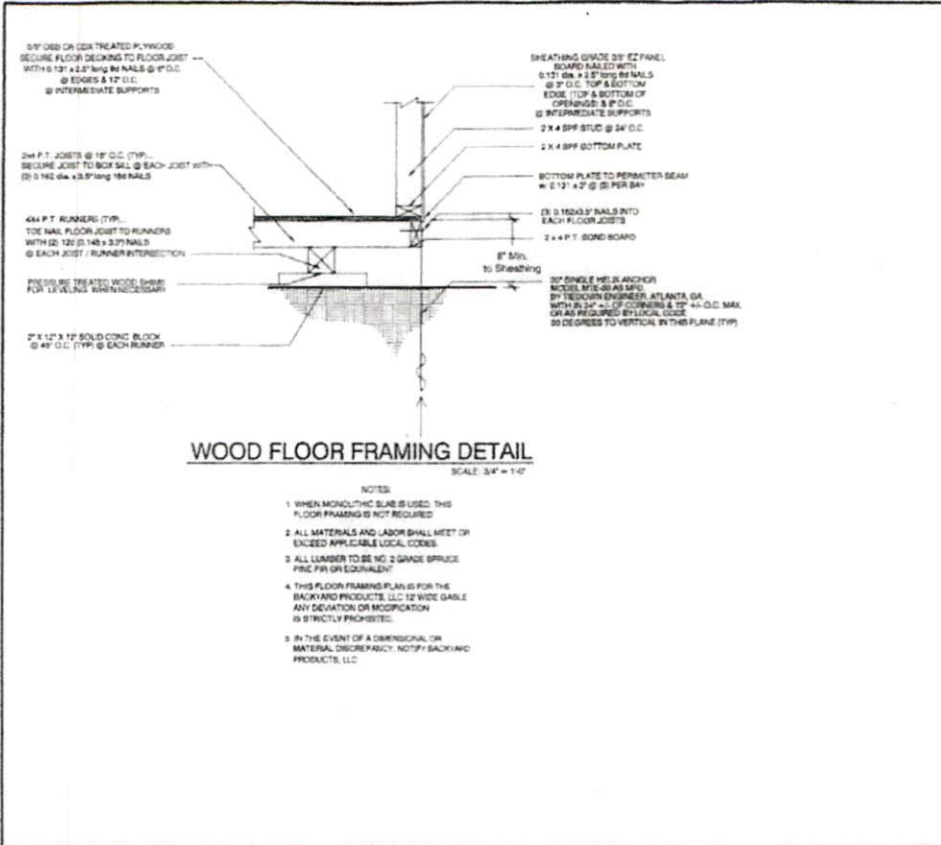 5/8" OSB OR CDX TREATED PLYWOOD
SECURE FLOOR DECKING TO FLOOR JOIST
WITH 0.131 x 2.5" long 8d NAILS @ 6" O.C.
@ EDGES & 12" O.C.
@ INTERMEDIATE SUPPORTS
2x4 P.T. JOISTS @ 16" O.C. (TYP)...
SECURE JOIST TO BOX SILL @ EACH JOIST WITH
(3) 0.162 dia. x 3.5" long 16d NAILS
4X4 P.T. RUNNERS (TYP)...
TOE NAIL FLOOR JOIST TO RUNNERS
WITH (2) 12d (0.148 x 3.2") NAILS
@ EACH JOIST / RUNNER INTERSECTION
PRESSURE TREATED WOOD SHIMS
FOR LEVELING WHEN NECESSARY
2" X 12" X 12" SOLID CONC. BLOCK
@ 48" O.C. (TYP) @ EACH RUNNER
SHEATHING GRADE 3/8" EZ PANEL
BOARD NAILED WITH
0.131 dia. x 2.5" long 8d NAILS
@ 3" O.C. TOP & BOTTOM
EDGE (TOP & BOTTOM OF
OPENINGS) & 6" O.C.
@ INTERMEDIATE SUPPORTS
2 X 4 SPF STUD @ 24" O.C.
2 X 4 SPF BOTTOM PLATE
BOTTOM PLATE TO PERIMETER BEAM
w/ 0.131 x 3" @ (5) PER BAY
(3) 0.162x3.5" NAILS INTO
EACH FLOOR JOISTS
2 x 4 P.T. BOND BOARD
8" Min.
to Sheathing
30" SINGLE HELIX ANCHOR
MODEL AS MFG
BY TIEDOWN ENGINEER, ATLANTA, GA
WITH IN 24" +/- OF CORNERS & 72" +/- O.C. MAX.
OR AS REQUIRED BY LOCAL CODE
DEGREES TO VERTICAL IN THIS PLANE (TYP)
WOOD FLOOR FRAMING DETAIL
SCALE: 3/4" = 1'-0"
NOTES:
1. WHEN MONOLITHIC SLAB IS USED, THIS
FLOOR FRAMING IS NOT REQUIRED
2. ALL MATERIALS AND LABOR SHALL MEET OR
EXCEED APPLICABLE LOCAL CODES.
3. ALL LUMBER TO BE NO. 2 GRADE SPRUCE
PINE FIR OR EQUIVALENT
4. THIS FLOOR FRAMING PLAN IS FOR THE
BACKYARD PRODUCTS, LLC 12' WIDE GABLE
ANY DEVIATION OR MODIFICATION
IS STRICTLY PROHIBITED.
5. IN THE EVENT OF A DIMENSIONAL OR
MATERIAL DISCREPANCY, NOTIFY BACKYARD
PRODUCTS, LLC